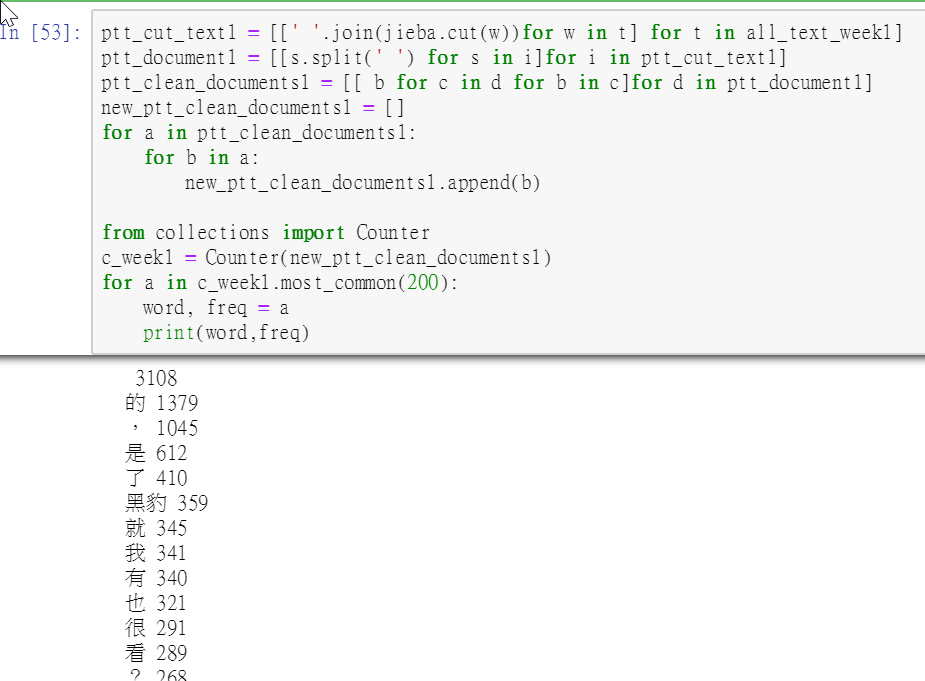 In [53]:
ptt_cut_text1 = [[' '.join(jieba.cut(w))for w in t] for t in all_text_week1]
ptt_document1 = [[s.split(' ') for s in i]for i in ptt_cut_text1]
ptt_clean_documents1 = [[ b for c in d for b in c]for d in ptt_document1]
new_ptt_clean_documents1 = []
for a in ptt_clean_documents1:
    for b in a:
        new_ptt_clean_documents1.append(b)
from collections import Counter
c_week1 = Counter(new_ptt_clean_documents1)
for a in c_week1.most_common(200):
    word, freq = a
    print(word,freq)
3108
的 1379
， 1045
是 612
了 410
黑豹 359
就 345
我 341
有 340
也 321
很 291
看 289
？ 268